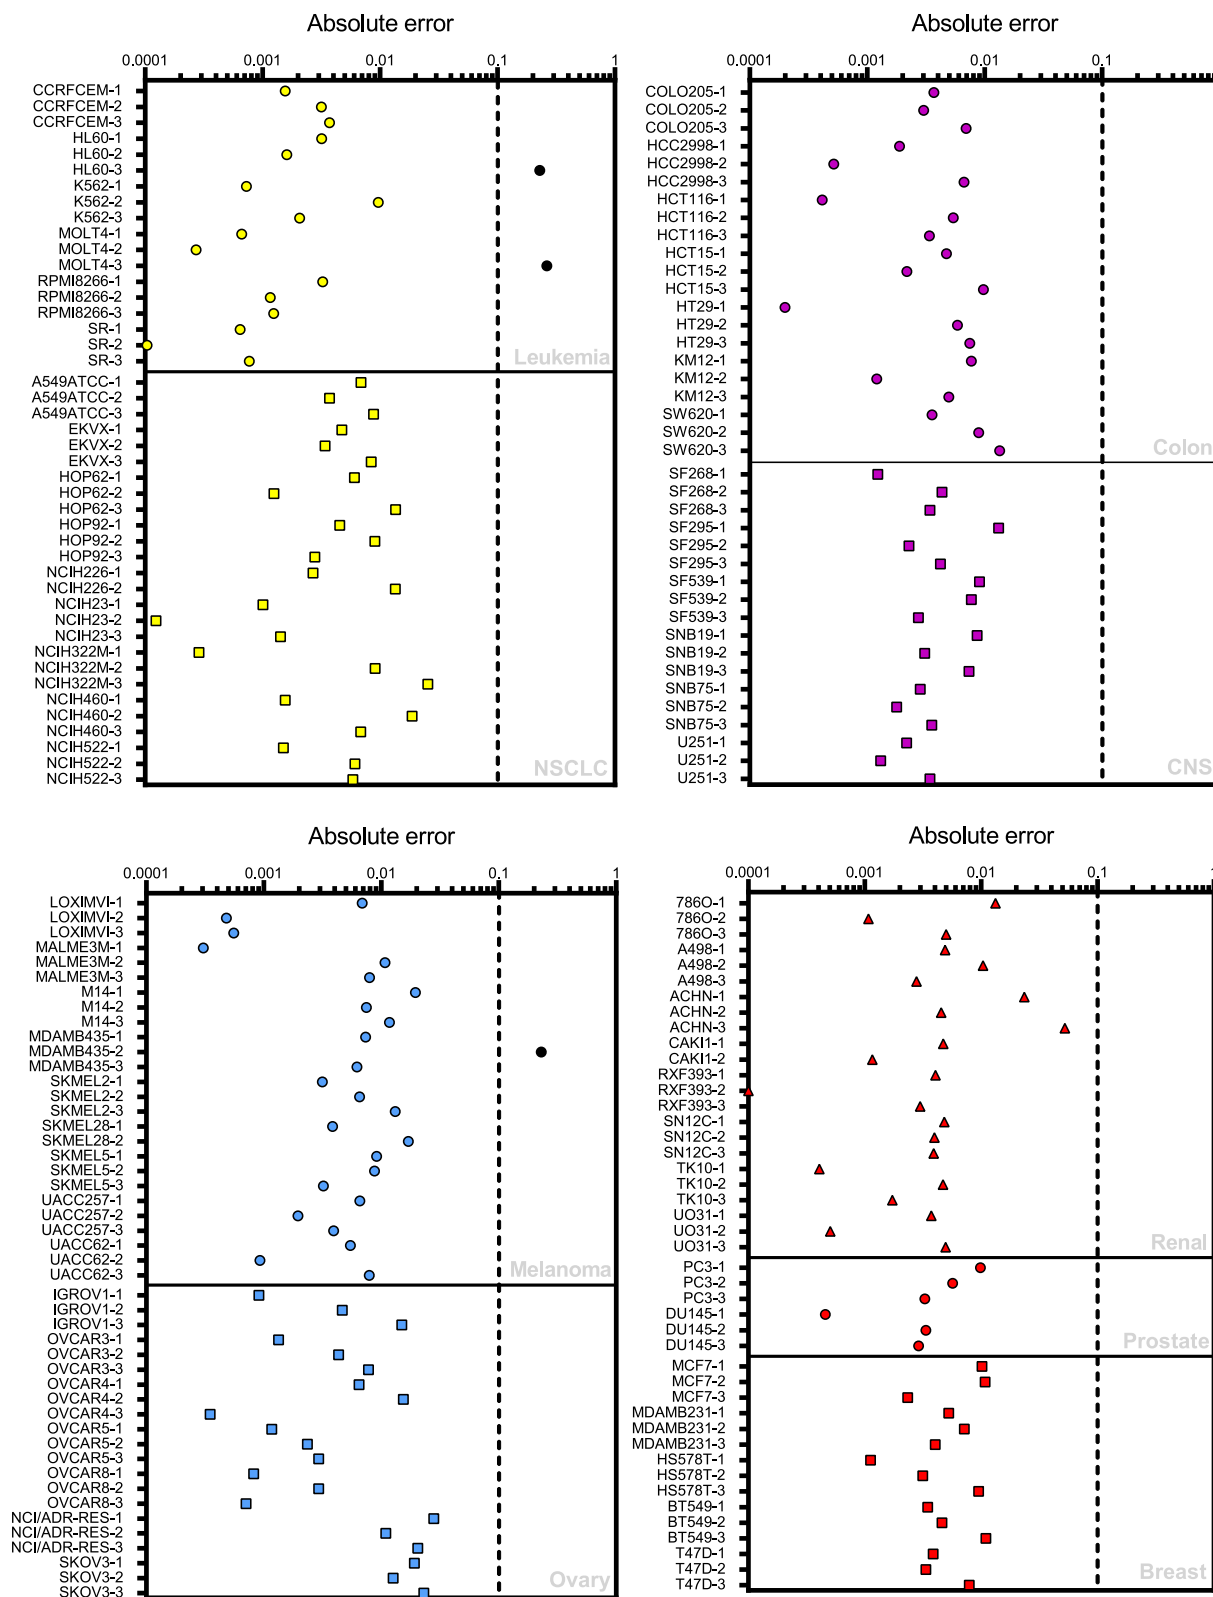 Absolute error
0.0001 0.001 0.01 0.1 1
CCRFCEM-1
CCRFCEM-2
CCRFCEM-3
HL60-1
HL60-2
HL60-3
K562-1
K562-2
K562-3
MOLT4-1
MOLT4-2
MOLT4-3
RPMI8266-1
RPMI8266-2
RPMI8266-3
SR-1
SR-2
SR-3
Leukemia
A549ATCC-1
A549ATCC-2
A549ATCC-3
EKVX-1
EKVX-2
EKVX-3
HOP62-1
HOP62-2
HOP62-3
HOP92-1
HOP92-2
HOP92-3
NCIH226-1
NCIH226-2
NCIH23-1
NCIH23-2
NCIH23-3
NCIH322M-1
NCIH322M-2
NCIH322M-3
NCIH460-1
NCIH460-2
NCIH460-3
NCIH522-1
NCIH522-2
NCIH522-3
NSCLC
Absolute error
0.0001 0.001 0.01 0.1 1
COLO205-1
COLO205-2
COLO205-3
HCC2998-1
HCC2998-2
HCC2998-3
HCT116-1
HCT116-2
HCT116-3
HCT15-1
HCT15-2
HCT15-3
HT29-1
HT29-2
HT29-3
KM12-1
KM12-2
KM12-3
SW620-1
SW620-2
SW620-3
Colon
SF268-1
SF268-2
SF268-3
SF295-1
SF295-2
SF295-3
SF539-1
SF539-2
SF539-3
SNB19-1
SNB19-2
SNB19-3
SNB75-1
SNB75-2
SNB75-3
U251-1
U251-2
U251-3
CNS
Absolute error
0.0001 0.001 0.01 0.1 1
LOXIMVI-1
LOXIMVI-2
LOXIMVI-3
MALME3M-1
MALME3M-2
MALME3M-3
M14-1
M14-2
M14-3
MDAMB435-1
MDAMB435-2
MDAMB435-3
SKMEL2-1
SKMEL2-2
SKMEL2-3
SKMEL28-1
SKMEL28-2
SKMEL5-1
SKMEL5-2
SKMEL5-3
UACC257-1
UACC257-2
UACC257-3
UACC62-1
UACC62-2
UACC62-3
Melanoma
IGROV1-1
IGROV1-2
IGROV1-3
OVCAR3-1
OVCAR3-2
OVCAR3-3
OVCAR4-1
OVCAR4-2
OVCAR4-3
OVCAR5-1
OVCAR5-2
OVCAR5-3
OVCAR8-1
OVCAR8-2
OVCAR8-3
NCI/ADR-RES-1
NCI/ADR-RES-2
NCI/ADR-RES-3
SKOV3-1
SKOV3-2
SKOV3-3
Ovary
Absolute error
0.0001 0.001 0.01 0.1 1
786O-1
786O-2
786O-3
A498-1
A498-2
A498-3
ACHN-1
ACHN-2
ACHN-3
CAKI1-1
CAKI1-2
RXF393-1
RXF393-2
RXF393-3
SN12C-1
SN12C-2
SN12C-3
TK10-1
TK10-2
TK10-3
UO31-1
UO31-2
UO31-3
Renal
PC3-1
PC3-2
PC3-3
DU145-1
DU145-2
DU145-3
Prostate
MCF7-1
MCF7-2
MCF7-3
MDAMB231-1
MDAMB231-2
MDAMB231-3
HS578T-1
HS578T-2
HS578T-3
BT549-1
BT549-2
BT549-3
T47D-1
T47D-2
T47D-3
Breast